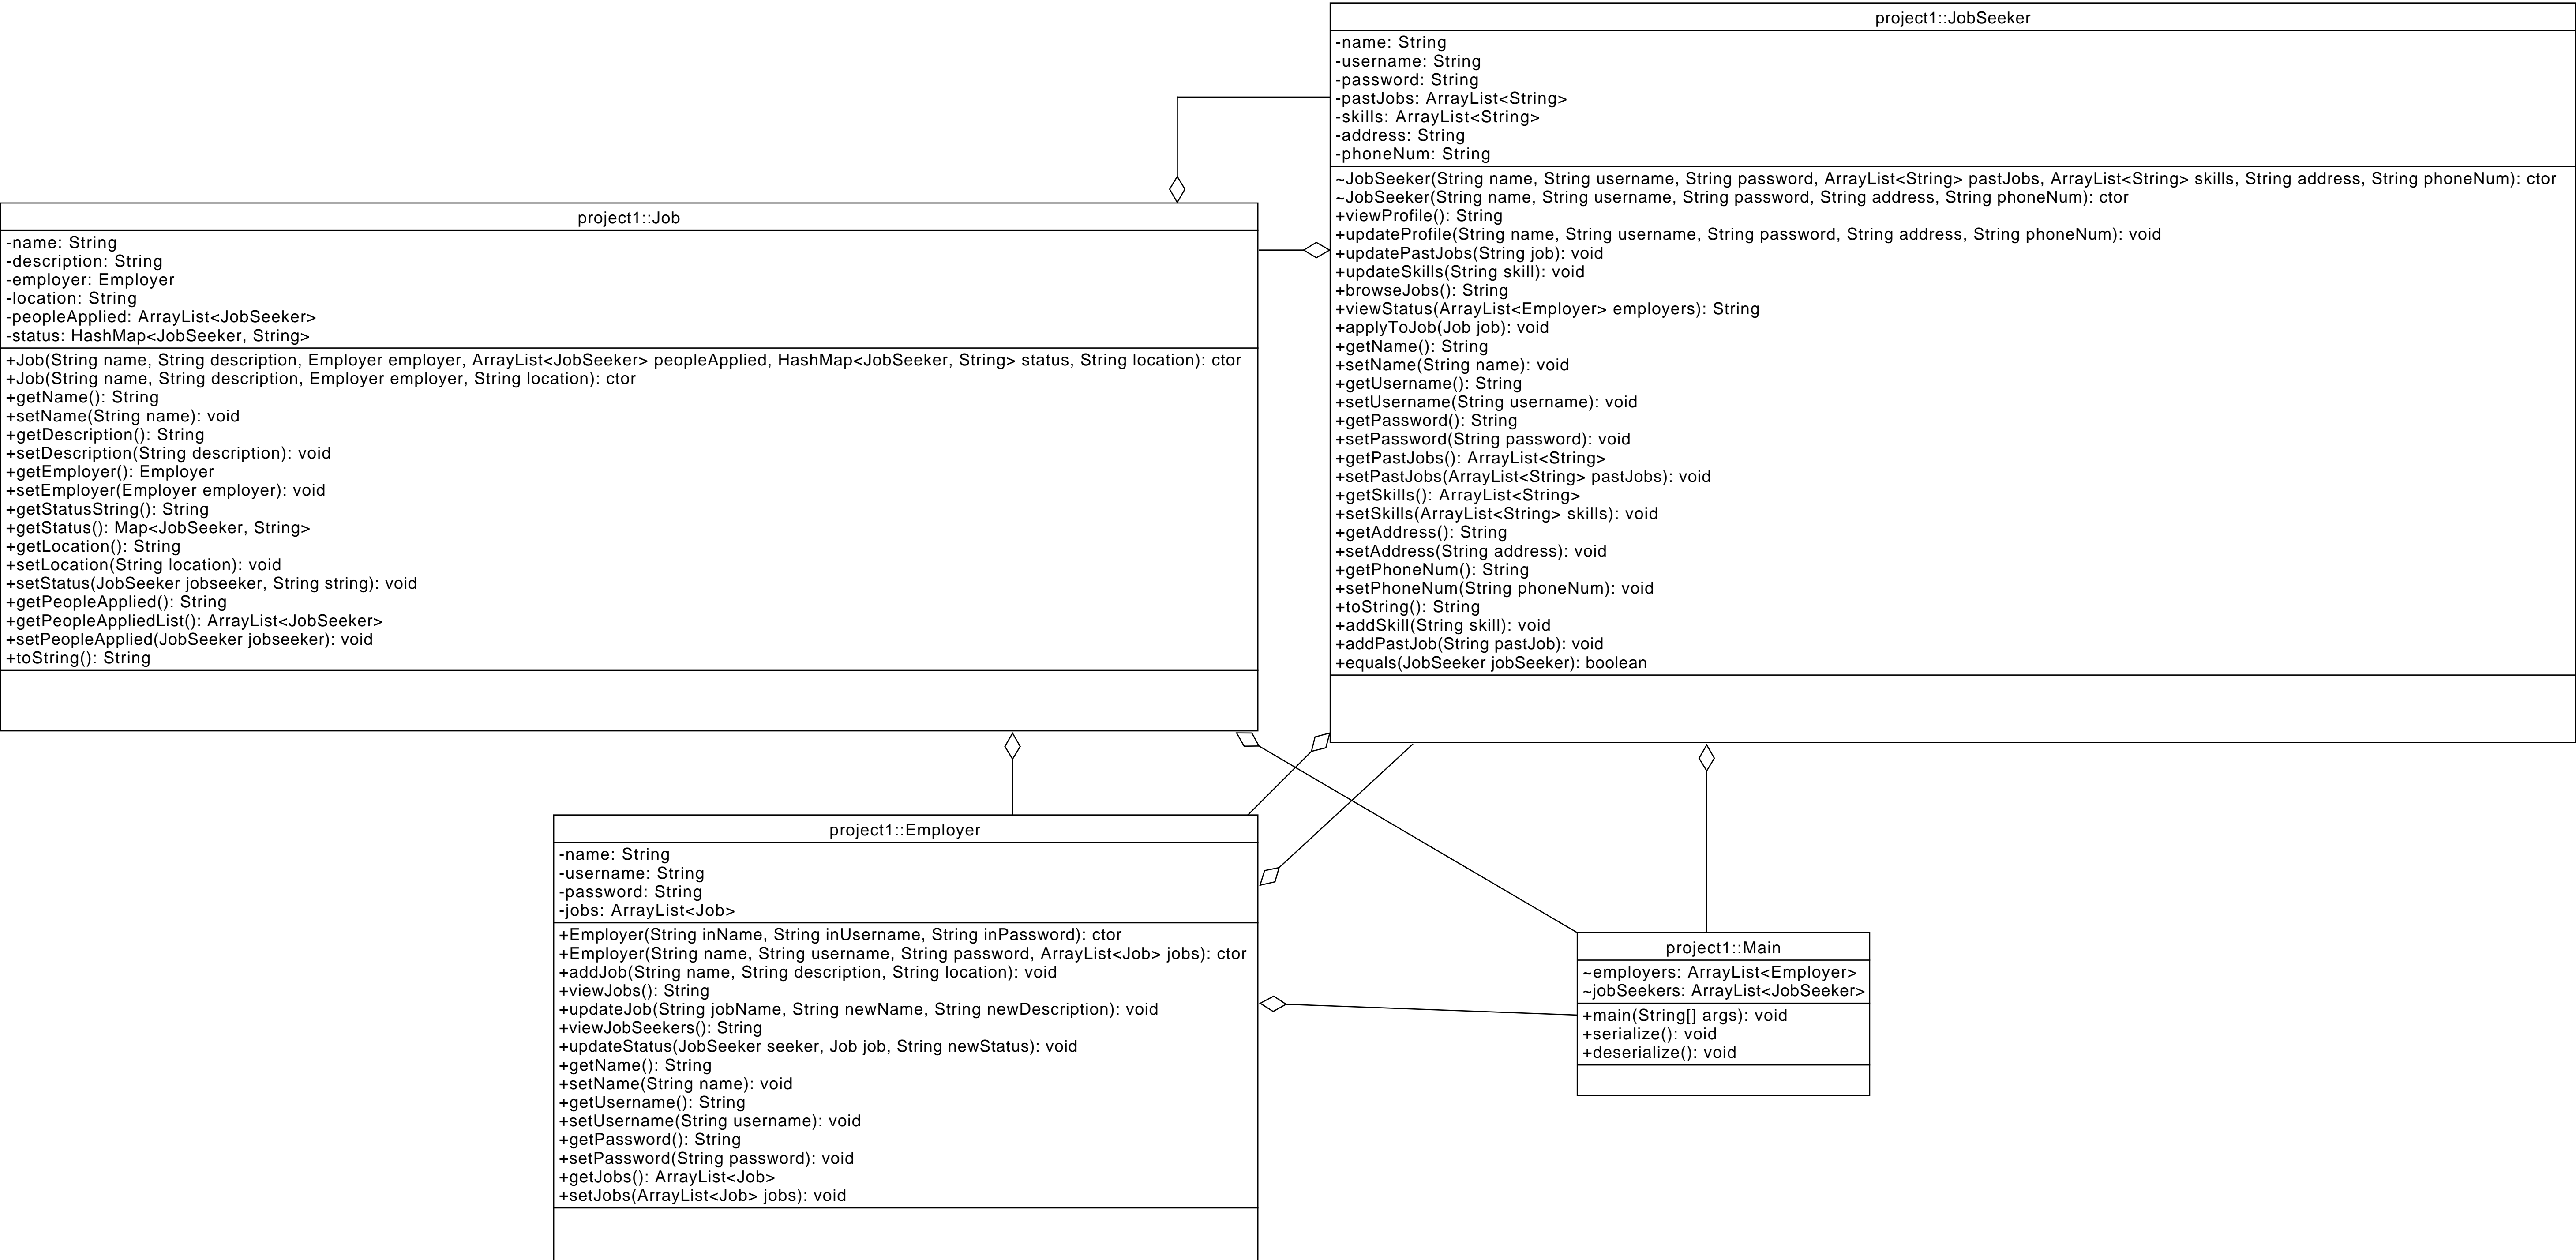 project1::JobSeeker
-name: String
-username: String
-password: String
-pastJobs: ArrayList<String>
-skills: ArrayList<String>
-address: String
-phoneNum: String
~JobSeeker(String name, String username, String password, ArrayList<String> pastJobs, ArrayList<String> skills, String address, String phoneNum): ctor
~JobSeeker(String name, String username, String password, String address, String phoneNum): ctor
+viewProfile(): String
+updateProfile(String name, String username, String password, String address, String phoneNum): void
+updatePastJobs(String job): void
+updateSkills(String skill): void
+browseJobs(): String
+viewStatus(ArrayList<Employer> employers): String
+applyToJob(Job job): void
+getName(): String
+setName(String name): void
+getUsername(): String
+setUsername(String username): void
+getPassword(): String
+setPassword(String password): void
+getPastJobs(): ArrayList<String>
+setPastJobs(ArrayList<String> pastJobs): void
+getSkills(): ArrayList<String>
+setSkills(ArrayList<String> skills): void
+getAddress(): String
+setAddress(String address): void
+getPhoneNum(): String
+setPhoneNum(String phoneNum): void
+toString(): String
+addSkill(String skill): void
+addPastJob(String pastJob): void
+equals(JobSeeker jobSeeker): boolean
project1::Job
-name: String
-description: String
-employer: Employer
-location: String
-peopleApplied: ArrayList<JobSeeker>
-status: HashMap<JobSeeker, String>
+Job(String name, String description, Employer employer, ArrayList<JobSeeker> peopleApplied, HashMap<JobSeeker, String> status, String location): ctor
+Job(String name, String description, Employer employer, String location): ctor
+getName(): String
+setName(String name): void
+getDescription(): String
+setDescription(String description): void
+getEmployer(): Employer
+setEmployer(Employer employer): void
+getStatusString(): String
+getStatus(): Map<JobSeeker, String>
+getLocation(): String
+setLocation(String location): void
+setStatus(JobSeeker jobseeker, String string): void
+getPeopleApplied(): String
+getPeopleAppliedList(): ArrayList<JobSeeker>
+setPeopleApplied(JobSeeker jobseeker): void
+toString(): String
project1::Employer
-name: String
-username: String
-password: String
-jobs: ArrayList<Job>
+Employer(String inName, String inUsername, String inPassword): ctor
+Employer(String name, String username, String password, ArrayList<Job> jobs): ctor
+addJob(String name, String description, String location): void
+viewJobs(): String
+updateJob(String jobName, String newName, String newDescription): void
+viewJobSeekers(): String
+updateStatus(JobSeeker seeker, Job job, String newStatus): void
+getName(): String
+setName(String name): void
+getUsername(): String
+setUsername(String username): void
+getPassword(): String
+setPassword(String password): void
+getJobs(): ArrayList<Job>
+setJobs(ArrayList<Job> jobs): void
project1::Main
~employers: ArrayList<Employer>
~jobSeekers: ArrayList<JobSeeker>
+main(String[] args): void
+serialize(): void
+deserialize(): void